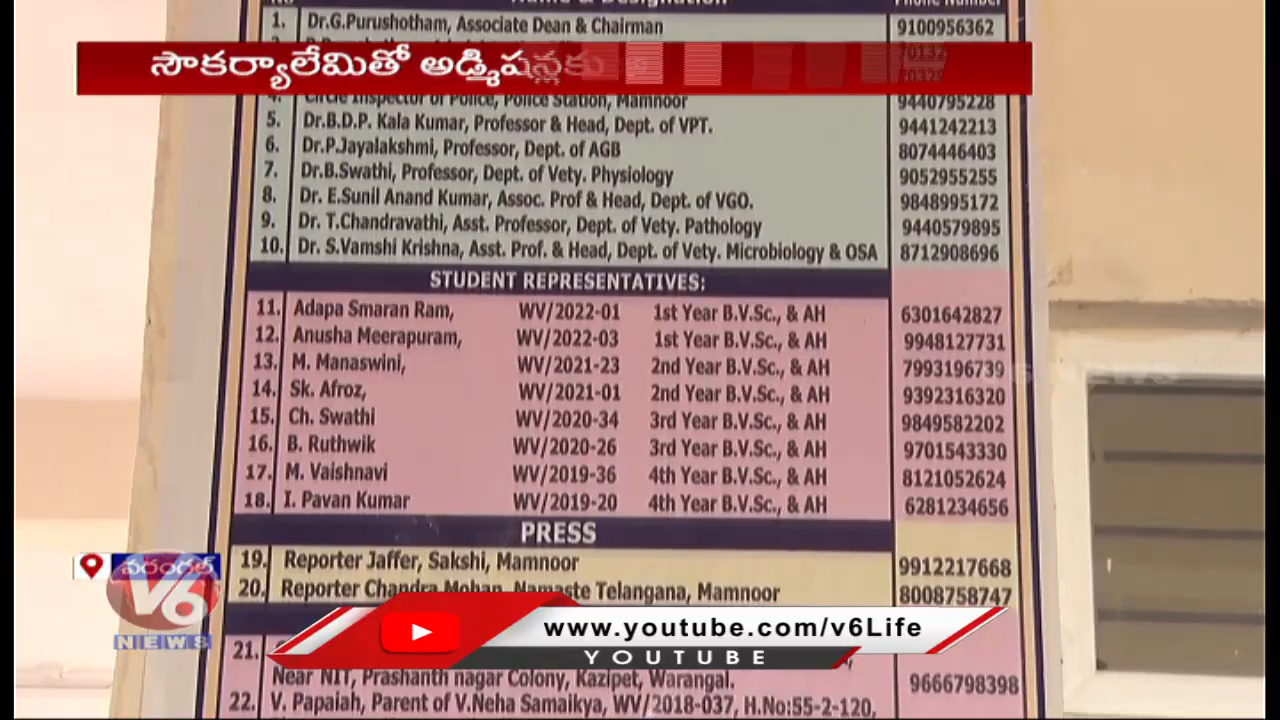 1. Dr.G.Purushotham, Associate Dean & Chairman 9100956362
సౌకర్యాలేమితో అడ్మిషన్లకు
4. Circle Inspector of Police, Police Station, Mamnoor 9440795228
5. Dr.B.D.P. Kala Kumar, Professor & Head, Dept. of VPT. 9441242213
6. Dr.P.Jayalakshmi, Professor, Dept. of AGB 8074446403
7. Dr.B.Swathi, Professor, Dept. of Vety. Physiology 9052955255
8. Dr. E.Sunil Anand Kumar, Assoc. Prof & Head, Dept. of VGO. 9848995172
9. Dr. T.Chandravathi, Asst. Professor, Dept. of Vety. Pathology 9440579895
10. Dr. S.Vamshi Krishna, Asst. Prof. & Head, Dept. of Vety. Microbiology & OSA 8712908696
STUDENT REPRESENTATIVES:
11. Adapa Smaran Ram, WV/2022-01 1st Year B.V.Sc., & AH 6301642827
12. Anusha Meerapuram, WV/2022-03 1st Year B.V.Sc., & AH 9948127731
13. M. Manaswini, WV/2021-23 2nd Year B.V.Sc., & AH 7993196739
14. Sk. Afroz, WV/2021-01 2nd Year B.V.Sc., & AH 9392316320
15. Ch. Swathi WV/2020-34 3rd Year B.V.Sc., & AH 9849582202
16. B. Ruthwik WV/2020-26 3rd Year B.V.Sc., & AH 9701543330
17. M. Vaishnavi WV/2019-36 4th Year B.V.Sc., & AH 8121052624
18. I. Pavan Kumar WV/2019-20 4th Year B.V.Sc., & AH 6281234656
PRESS
19. Reporter Jaffer, Sakshi, Mamnoor 9912217668
20. Reporter Chandra Mohan, Namaste Telangana, Mamnoor 8008758747
వరంగల్
V6
NEWS
www.youtube.com/v6Life
YOUTUBE
21.
Near NIT, Prashanth nagar Colony, Kazipet, Warangal. 9666798398
22. V. Papaiah, Parent of V.Neha Samaikya, WV/2018-037, H.No:55-2-120,